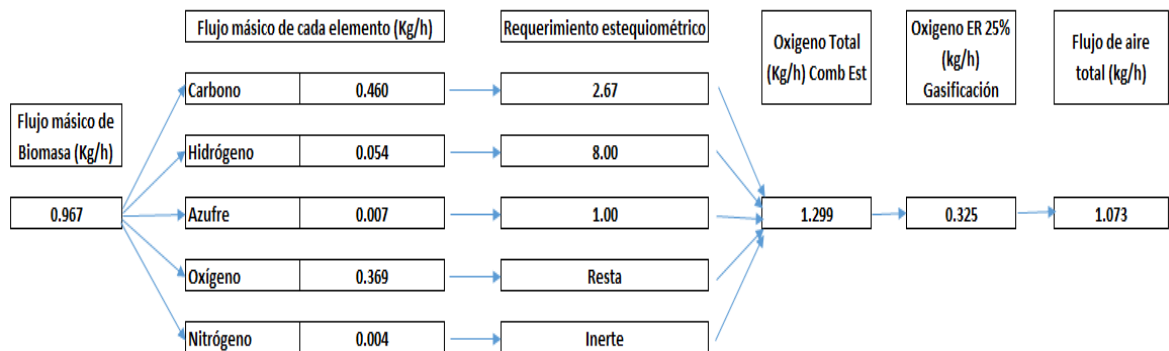 Flujo másico de cada elemento (Kg/h)
Requerimiento estequiométrico
Oxigeno Total
(Kg/h) Comb Est
Oxigeno ER 25%
(kg/h)
Gasificación
Flujo de aire
total (kg/h)
Flujo másico de
Biomasa (Kg/h)
0.967
Carbono 0.460 2.67
Hidrógeno 0.054 8.00
Azufre 0.007 1.00
Oxígeno 0.369 Resta
Nitrógeno 0.004 Inerte
1.299
0.325
1.073